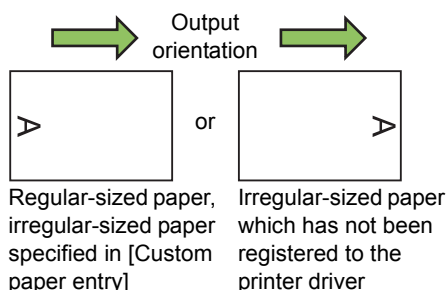 Output
orientation
A
or
A
Regular-sized paper,
irregular-sized paper
specified in [Custom
paper entry]
Irregular-sized paper
which has not been
registered to the
printer driver